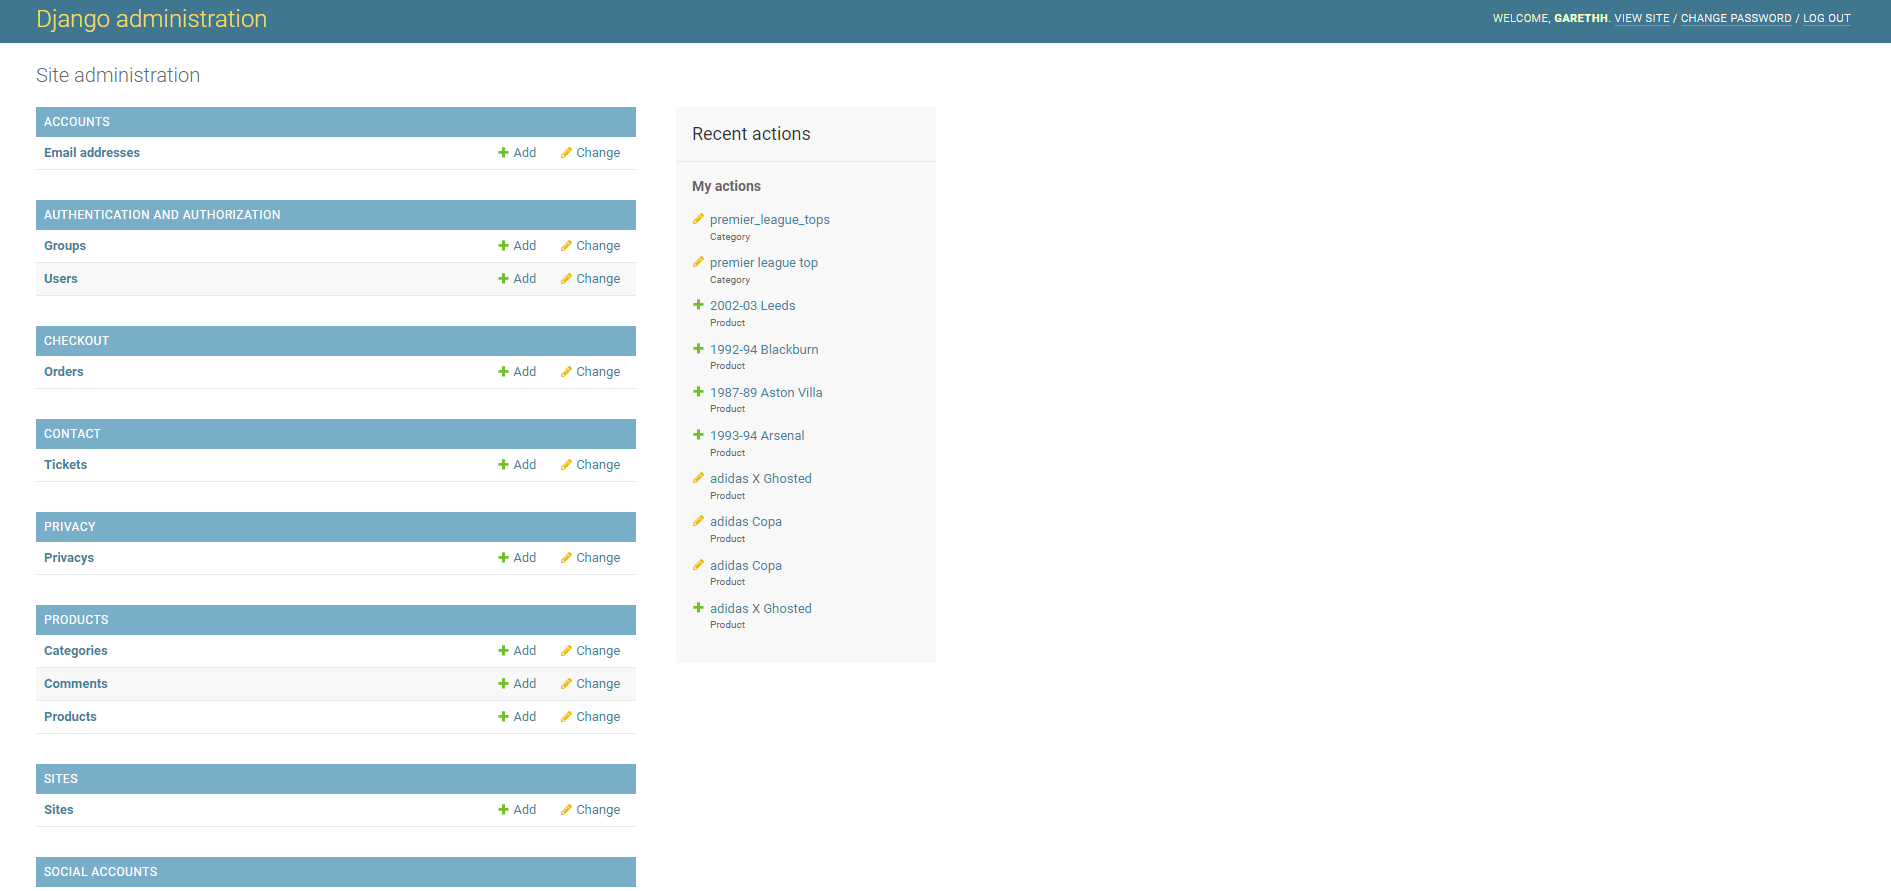 Django administration
WELCOME, GARETHH. VIEW SITE / CHANGE PASSWORD / LOG OUT
Site administration
ACCOUNTS
Email addresses Add Change
AUTHENTICATION AND AUTHORIZATION
Groups Add Change
Users Add Change
CHECKOUT
Orders Add Change
CONTACT
Tickets Add Change
PRIVACY
Privacys Add Change
PRODUCTS
Categories Add Change
Comments Add Change
Products Add Change
SITES
Sites Add Change
SOCIAL ACCOUNTS
Recent actions
My actions
premier_league_tops
Category
premier league top
Category
2002-03 Leeds
Product
1992-94 Blackburn
Product
1987-89 Aston Villa
Product
1993-94 Arsenal
Product
adidas X Ghosted
Product
adidas Copa
Product
adidas Copa
Product
adidas X Ghosted
Product